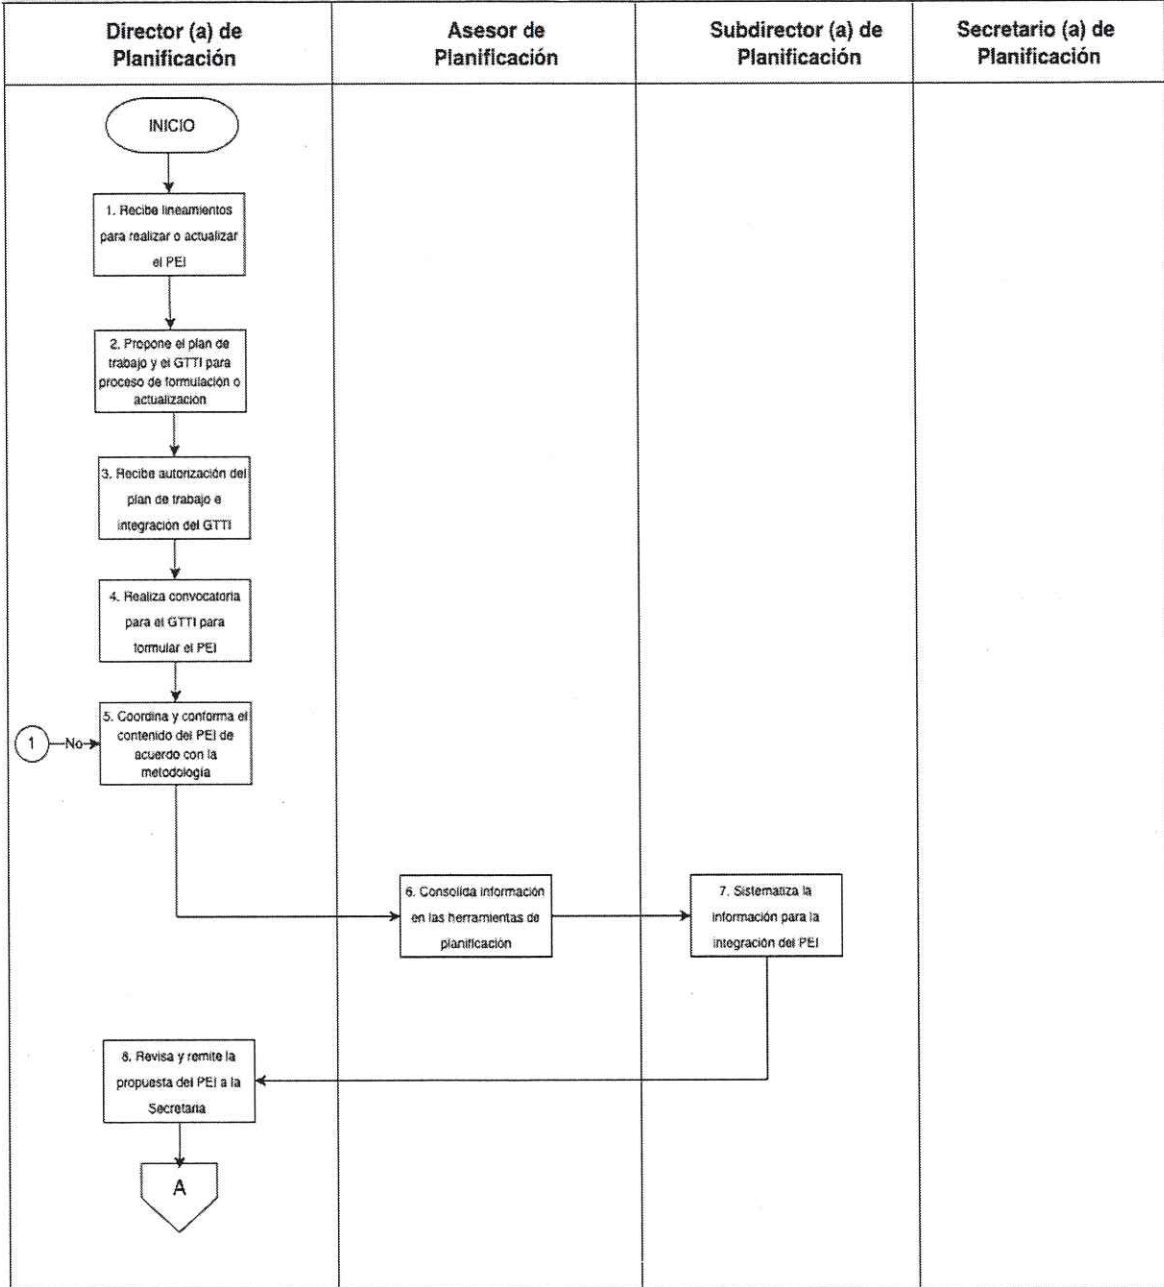 Director (a) de
Planificación
Asesor de
Planificación
Subdirector (a) de
Planificación
Secretario (a) de
Planificación
INICIO
1. Recibe lineamientos
para realizar o actualizar
el PEI
2. Propone el plan de
trabajo y el GTTI para
proceso de formulación o
actualización
3. Recibe autorización del
plan de trabajo e
integración del GTTI
4. Realiza convocatoria
para el GTTI para
formular el PEI
5. Coordina y conforma el
contenido del PEI de
acuerdo con la
metodología
1
No
6. Consolida información
en las herramientas de
planificación
7. Sistematiza la
información para la
integración del PEI
8. Revisa y remite la
propuesta del PEI a la
Secretaria
A